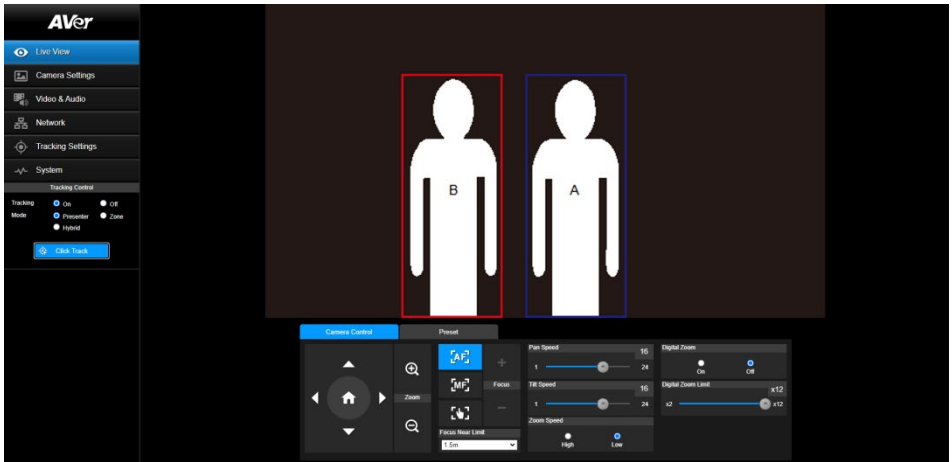 AVer
Live View
Camera Settings
Video & Audio
Network
Tracking Settings
System
Tracking Control
Tracking On Off
Mode Presenter Zone
Hybrid
Click Track
B A
Camera Control Preset
Zoom
AF
MF
Focus
Focus Near Limit
1.5m
Pan Speed 16
1 24
Tilt Speed 16
1 24
Zoom Speed
High Low
Digital Zoom
On Off
Digital Zoom Limit x12
x2 x12